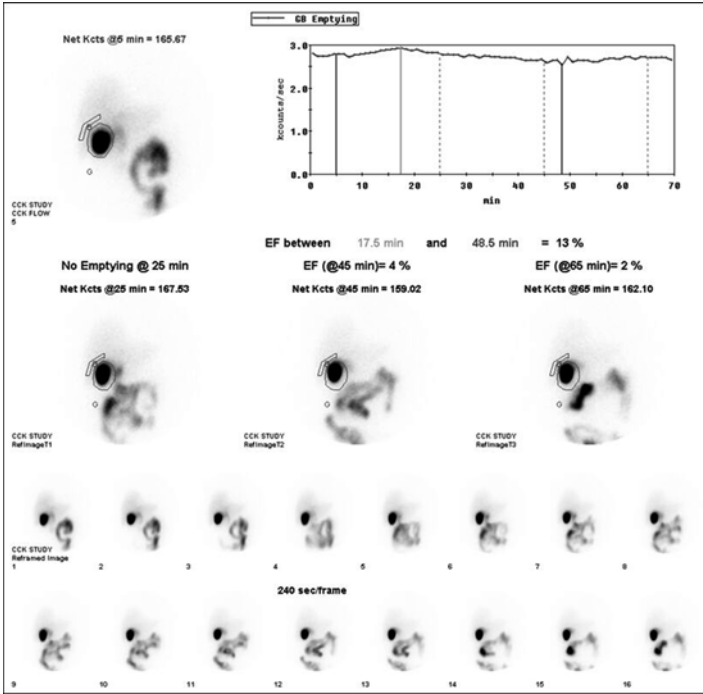 GB Emptying
Net Kcts @5 min = 165.67
3.0
2.0
1.0
0.0
kcounts/sec
0 10 20 30 40 50 60 70
min
CCK STUDY
CCK FLOW
5
EF between 17.5 min and 48.5 min = 13 %
No Emptying @ 25 min EF (@45 min)= 4 % EF (@65 min)= 2 %
Net Kcts @25 min = 167.53 Net Kcts @45 min = 159.02 Net Kcts @65 min = 162.10
CCK STUDY CCK STUDY CCK STUDY
RefImageT1 RefImageT2 RefImageT3
CCK STUDY
Reframed Image
1 2 3 4 5 6 7 8
240 sec/frame
9 10 11 12 13 14 15 16